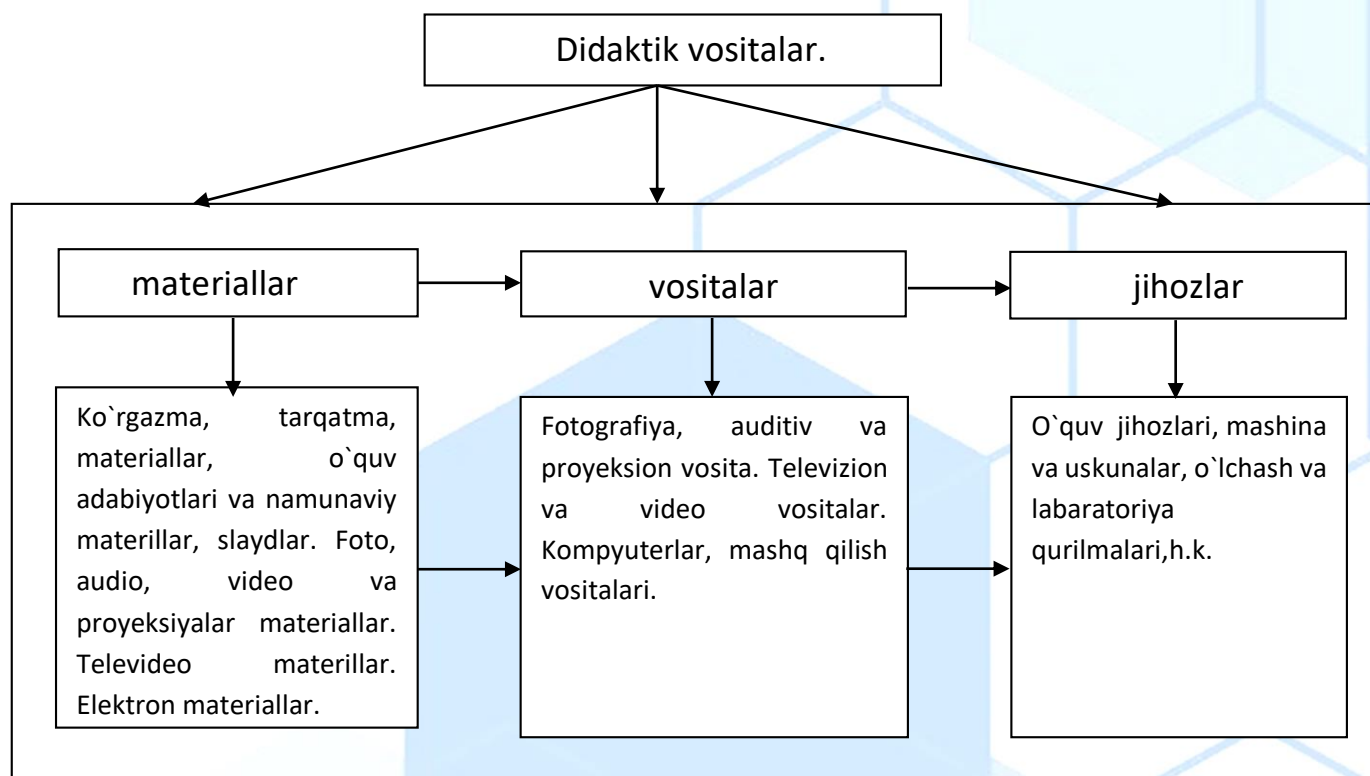 Didaktik vositalar.
materiallar
vositalar
jihozlar
Ko`rgazma, tarqatma,
materiallar, o`quv
adabiyotlari va namunaviy
materillar, slaydlar. Foto,
audio, video va
proyeksiyalar materiallar.
Televideo materillar.
Elektron materiallar.
Fotografiya, auditiv va
proyeksion vosita. Televizion
va video vositalar.
Kompyuterlar, mashq qilish
vositalari.
O`quv jihozlari, mashina
va uskunalar, o`lchash va
labaratoriya
qurilmalari,h.k.